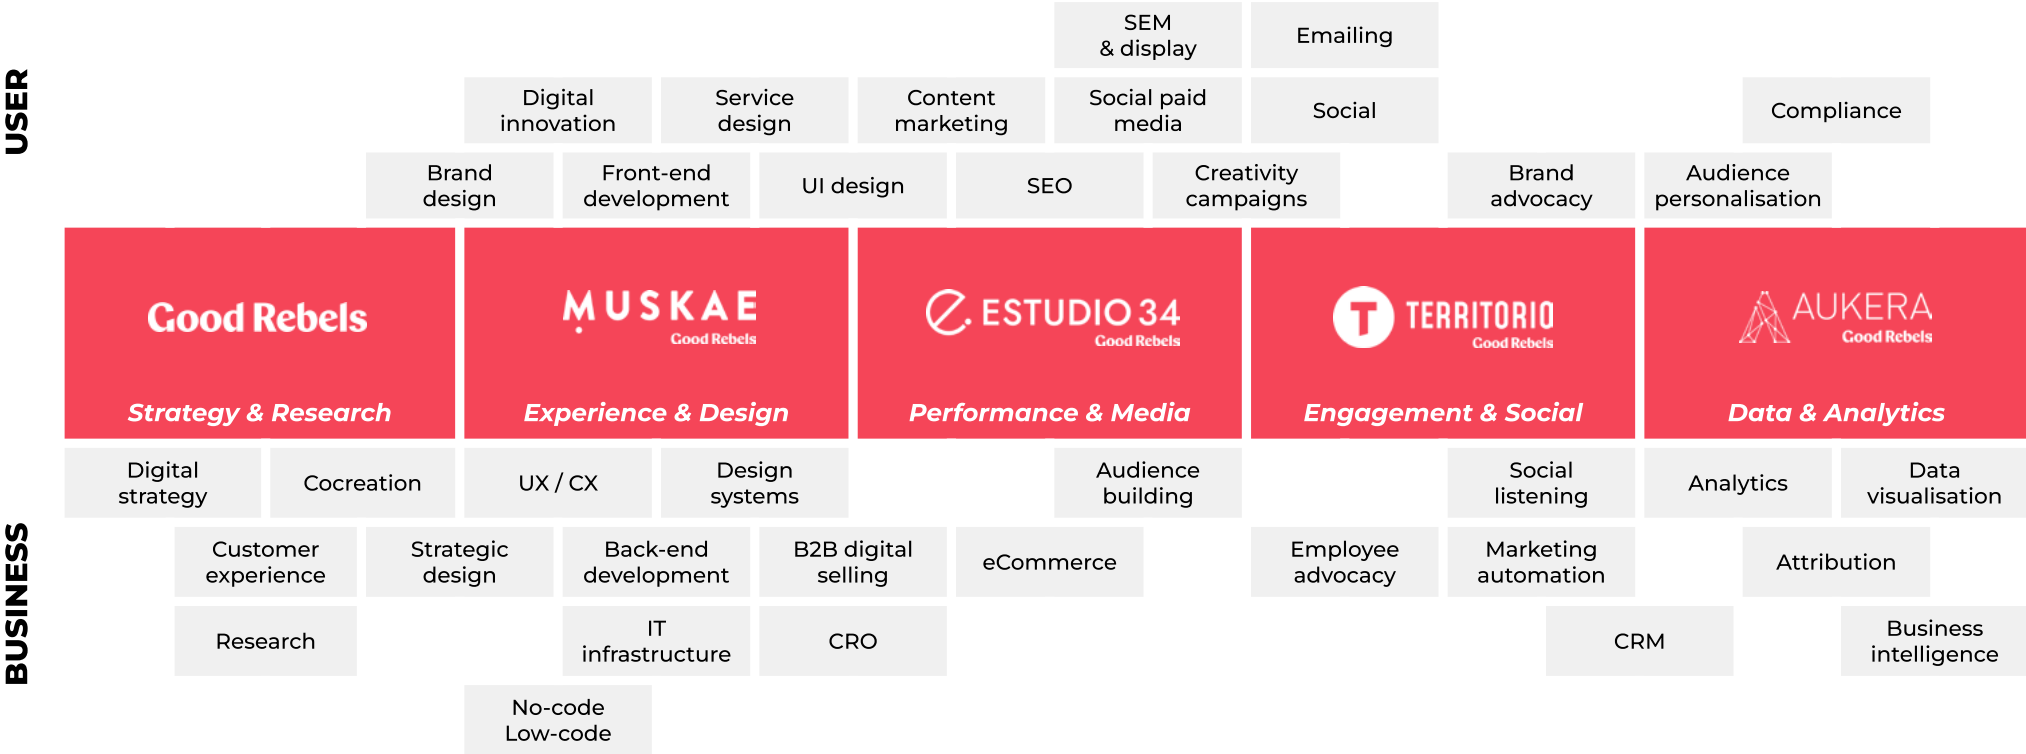 USER
SEM
& display
Emailing
Digital
innovation
Service
design
Content
marketing
Social paid
media
Social
Compliance
Brand
design
Front-end
development
UI design
SEO
Creativity
campaigns
Brand
advocacy
Audience
personalisation
Good Rebels
Strategy & Research
MUSKAE
Good Rebels
Experience & Design
e. ESTUDIO 34
Good Rebels
Performance & Media
T TERRITORIO
Good Rebels
Engagement & Social
AUKERA
Good Rebels
Data & Analytics
BUSINESS
Digital
strategy
Cocreation
UX / CX
Design
systems
Audience
building
Social
listening
Analytics
Data
visualisation
Customer
experience
Strategic
design
Back-end
development
B2B digital
selling
eCommerce
Employee
advocacy
Marketing
automation
Attribution
Research
IT
infrastructure
CRO
CRM
Business
intelligence
No-code
Low-code